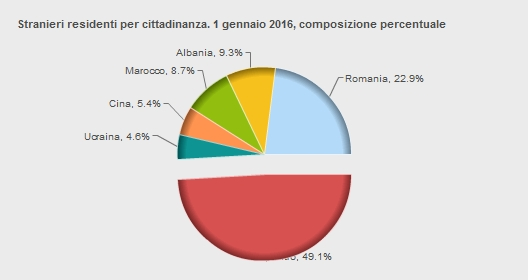 Stranieri residenti per cittadinanza. 1 gennaio 2016, composizione percentuale
Albania, 9.3%
Marocco, 8.7%
Romania, 22.9%
Cina, 5.4%
Ucraina, 4.6%
49.1%